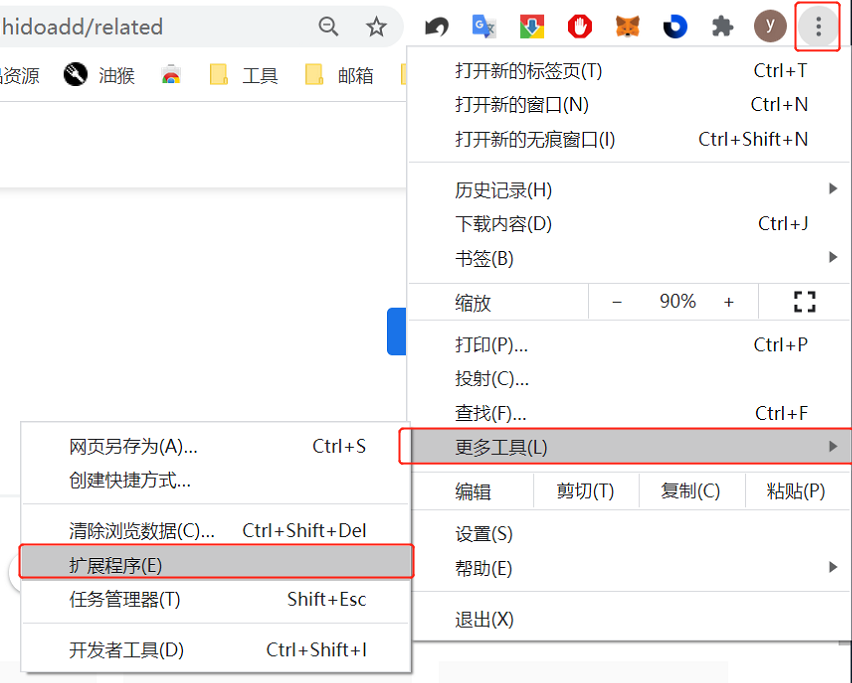 hidoadd/related
y
资源 油猴 工具 邮箱
打开新的标签页(T) Ctrl+T
打开新的窗口(N) Ctrl+N
打开新的无痕窗口(I) Ctrl+Shift+N
历史记录(H)
下载内容(D) Ctrl+J
书签(B)
缩放 − 90% +
打印(P)... Ctrl+P
投射(C)...
查找(F)... Ctrl+F
更多工具(L)
编辑 剪切(T) 复制(C) 粘贴(P)
设置(S)
帮助(E)
退出(X)
网页另存为(A)... Ctrl+S
创建快捷方式...
清除浏览数据(C)... Ctrl+Shift+Del
扩展程序(E)
任务管理器(T) Shift+Esc
开发者工具(D) Ctrl+Shift+I